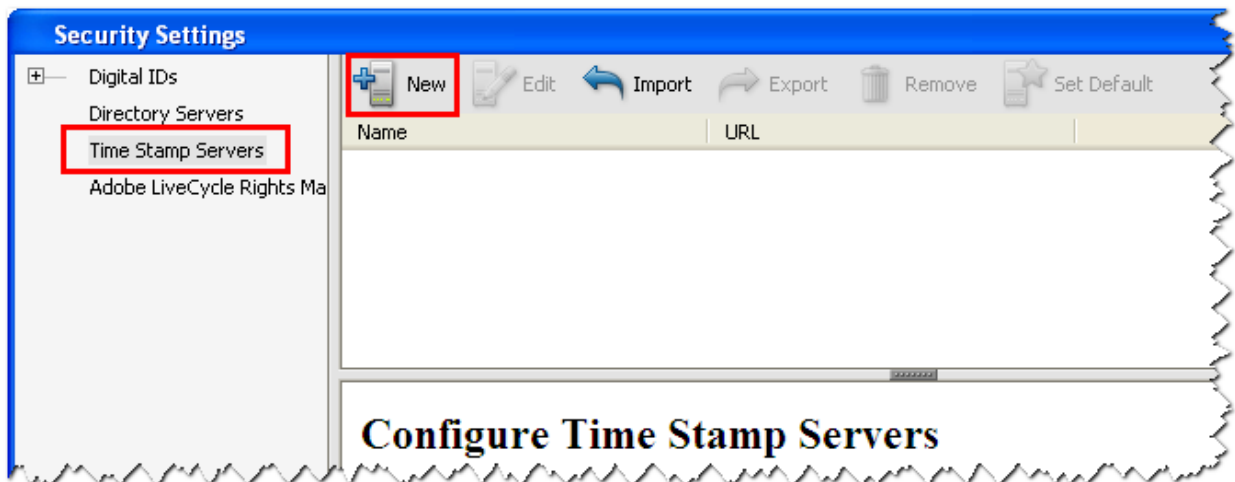 Security Settings
Digital IDs
Directory Servers
Time Stamp Servers
Adobe LiveCycle Rights Ma
New Edit Import Export Remove Set Default
Name URL
Configure Time Stamp Servers